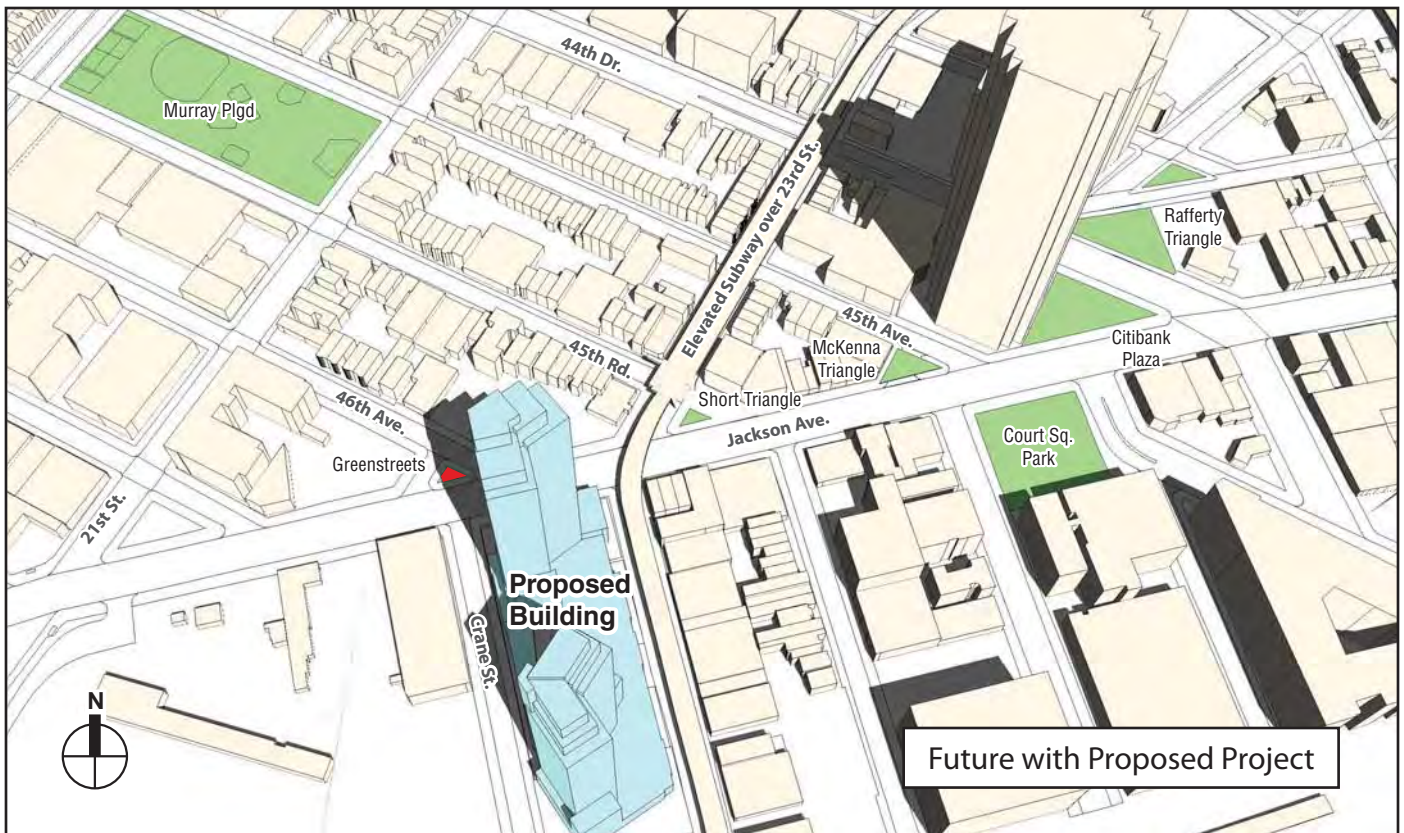 44th Dr.
Murray Plgd
Elevated Subway over 23rd St.
Rafferty
Triangle
45th Ave.
Citibank
Plaza
McKenna
Triangle
45th Rd.
Short Triangle
46th Ave.
Jackson Ave.
Court Sq.
Park
Greenstreets
21st St.
Proposed
Building
Crane St.
N
Future with Proposed Project